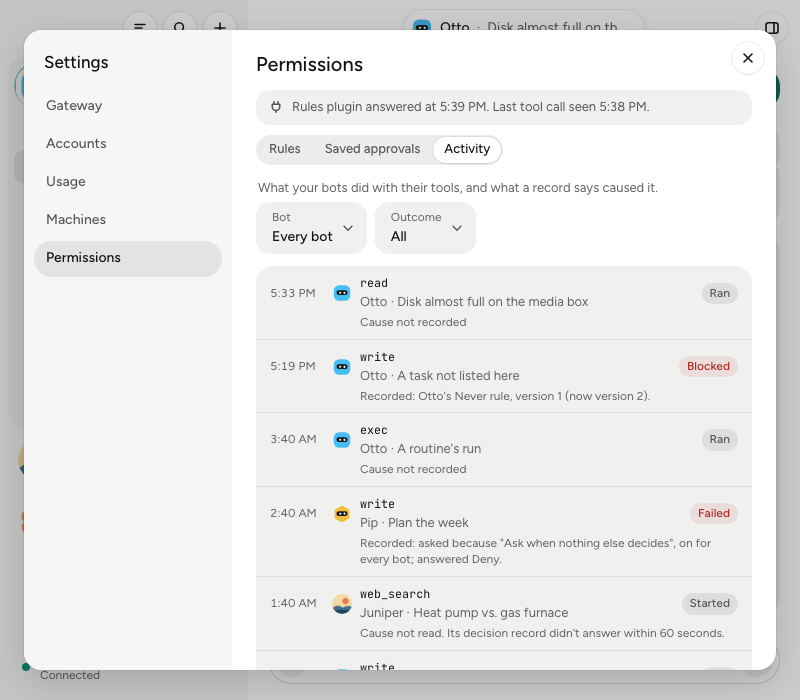 Otto · Disk almost full on th
Settings
Gateway
Accounts
Usage
Machines
Permissions
Permissions
Rules plugin answered at 5:39 PM. Last tool call seen 5:38 PM.
Rules
Saved approvals
Activity
What your bots did with their tools, and what a record says caused it.
Bot
Every bot
Outcome
All
5:33 PM
read
Otto · Disk almost full on the media box
Cause not recorded
Ran
5:19 PM
write
Otto · A task not listed here
Recorded: Otto's Never rule, version 1 (now version 2).
Blocked
3:40 AM
exec
Otto · A routine's run
Cause not recorded
Ran
2:40 AM
write
Pip · Plan the week
Recorded: asked because "Ask when nothing else decides", on for
every bot; answered Deny.
Failed
1:40 AM
web_search
Juniper · Heat pump vs. gas furnace
Cause not read. Its decision record didn't answer within 60 seconds.
Started
write
Connected